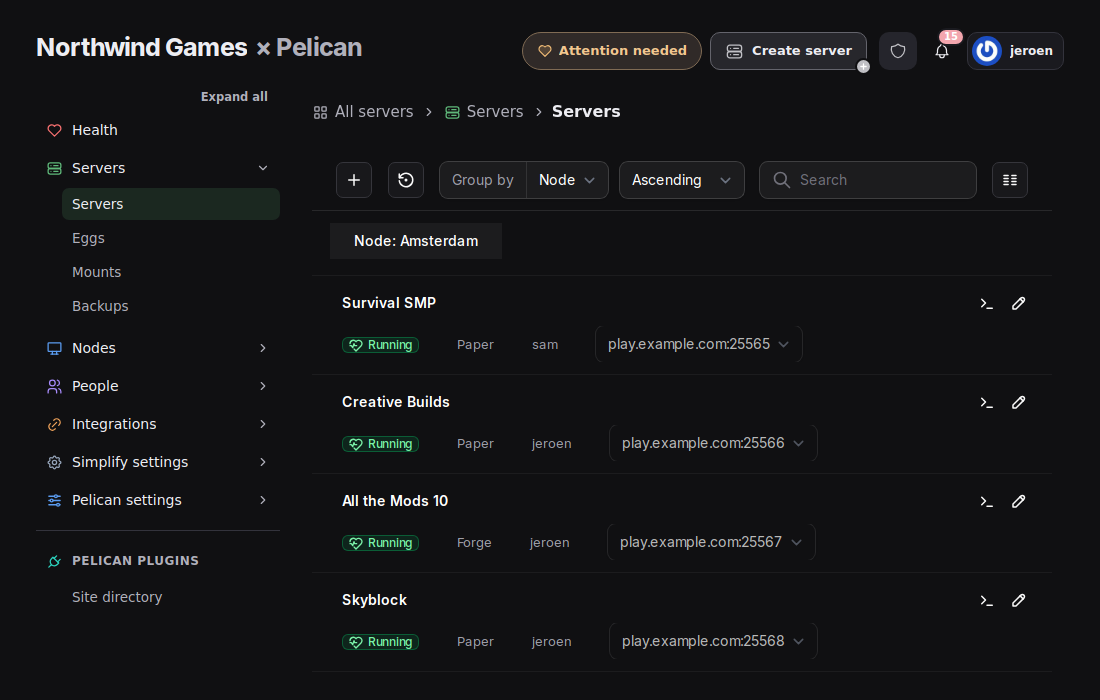 Northwind Games × Pelican
Attention needed
Create server
15
jeroen
Expand all
Health
Servers
Servers
Eggs
Mounts
Backups
Nodes
People
Integrations
Simplify settings
Pelican settings
PELICAN PLUGINS
Site directory
All servers > Servers > Servers
Group by Node
Ascending
Search
Node: Amsterdam
Survival SMP
Running Paper sam play.example.com:25565
Creative Builds
Running Paper jeroen play.example.com:25566
All the Mods 10
Running Forge jeroen play.example.com:25567
Skyblock
Running Paper jeroen play.example.com:25568